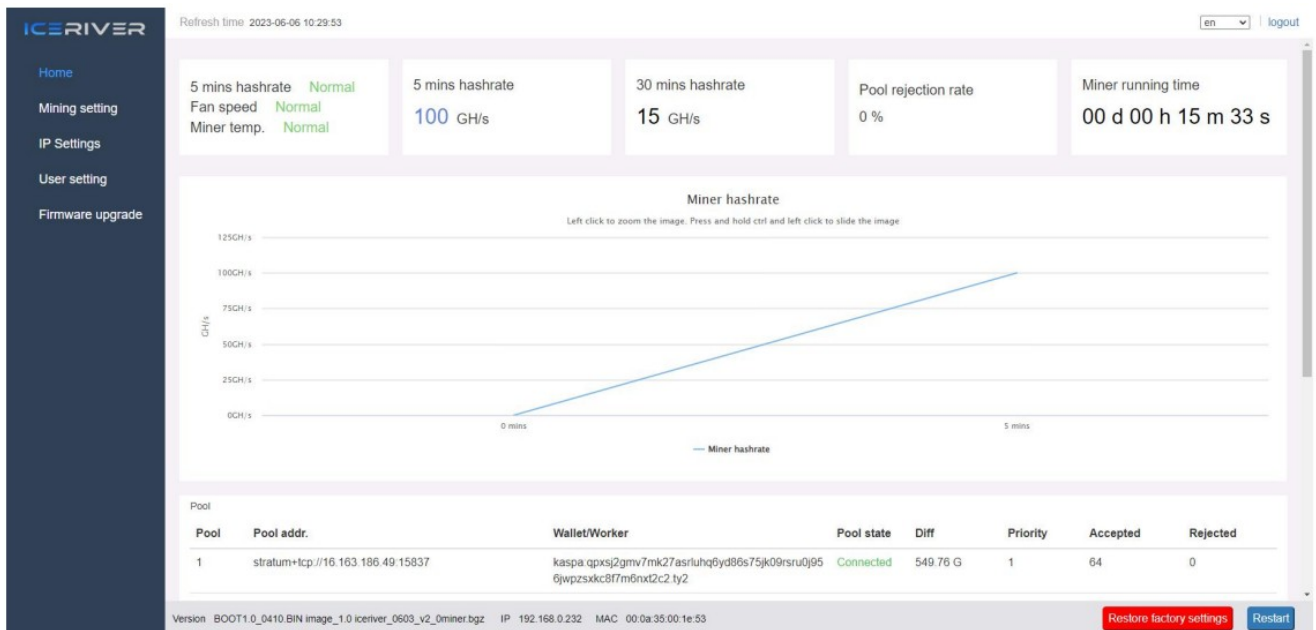 ICERIVER
Refresh time 2023-06-06 10:29:53
en
logout
Home
Mining setting
IP Settings
User setting
Firmware upgrade
5 mins hashrate Normal
Fan speed Normal
Miner temp. Normal
5 mins hashrate
100 GH/s
30 mins hashrate
15 GH/s
Pool rejection rate
0 %
Miner running time
00 d 00 h 15 m 33 s
Miner hashrate
Left click to zoom the image. Press and hold ctrl and left click to slide the image
125GH/s
100GH/s
75GH/s
50GH/s
25GH/s
0GH/s
GH/s
0 mins
5 mins
Miner hashrate
Pool
Pool Pool addr. Wallet/Worker Pool state Diff Priority Accepted Rejected
1 stratum+tcp://16.163.186.49:15837 kaspa:qpxsj2gmv7mk27asrluhq6yd86s75jk09rsru0j95 Connected 549.76 G 1 64 0
6jwpzsxkc8f7m6nxt2c2.ty2
Version BOOT1.0_0410.BIN image_1.0 iceriver_0603_v2_0miner.bgz IP 192.168.0.232 MAC 00:0a:35:00:1e:53
Restore factory settings
Restart